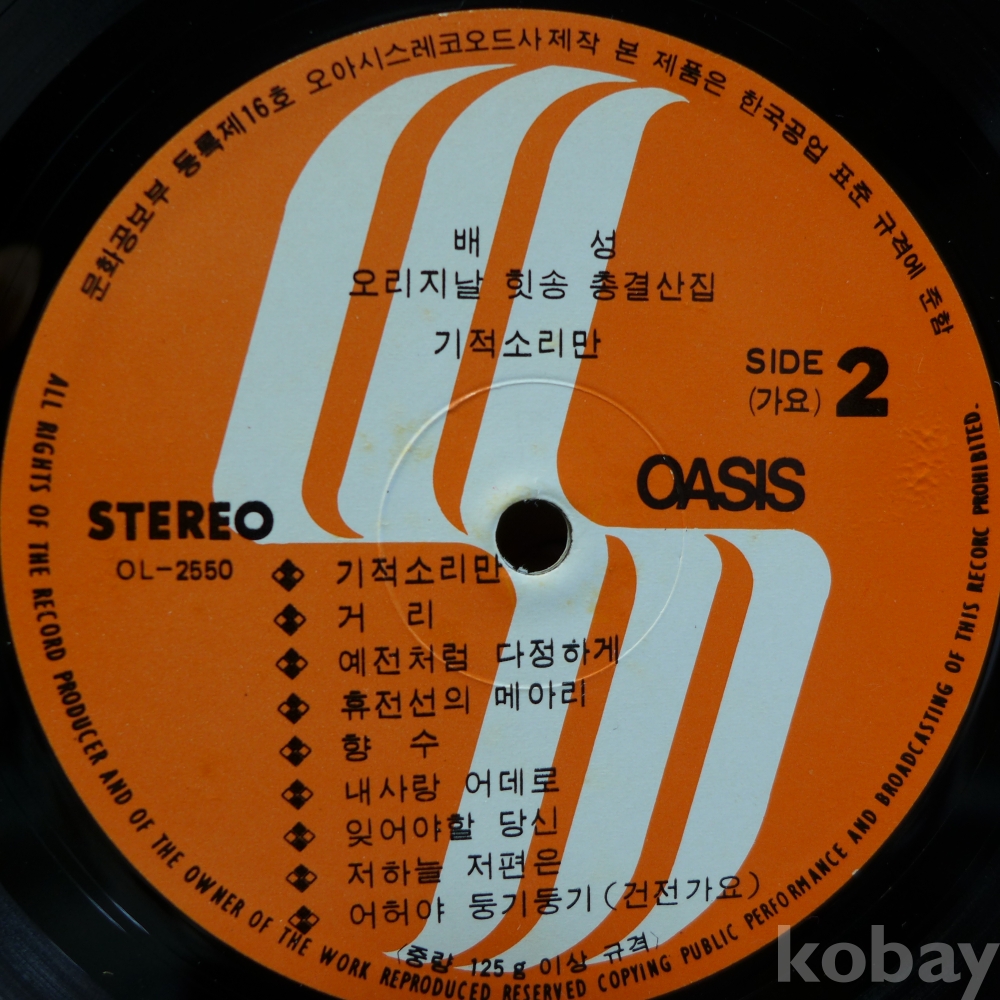 문화공보부 등록제16호 오아시스레코오드사제작 본 제품은 한국공업 표준 규격에 준함
배 성
오리지날 힛송 총결산집
기적소리만
SIDE 2
(가요)
OASIS
STEREO
OL-2550
기적소리만
거 리
예전처럼 다정하게
휴전선의 메아리
향 수
내사랑 어데로
잊어야할 당신
저하늘 저편은
어허야 둥기둥기(건전가요)
(중량 125g 이상 규격)
ALL RIGHTS OF THE RECORD PRODUCER AND OF THE OWNER OF THE WORK REPRODUCED RESERVED COPYING PUBLIC PERFORMANCE AND BROADCASTING OF THIS RECORC PROHIBITED.
kobay